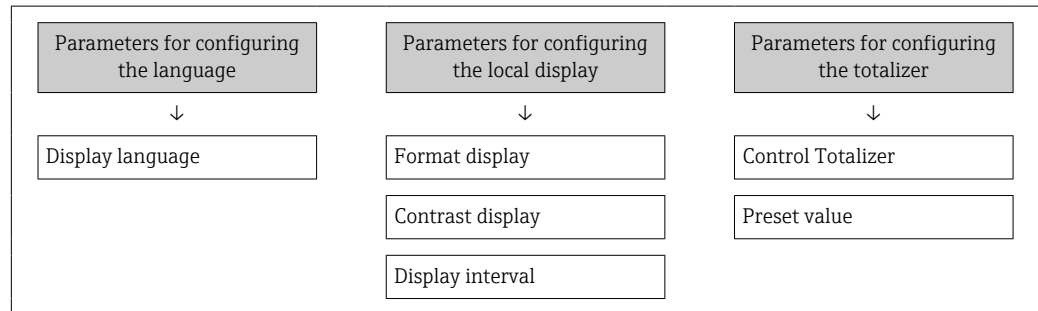 Parameters for configuring
the language
↓
Display language
Parameters for configuring
the local display
↓
Format display
Contrast display
Display interval
Parameters for configuring
the totalizer
↓
Control Totalizer
Preset value